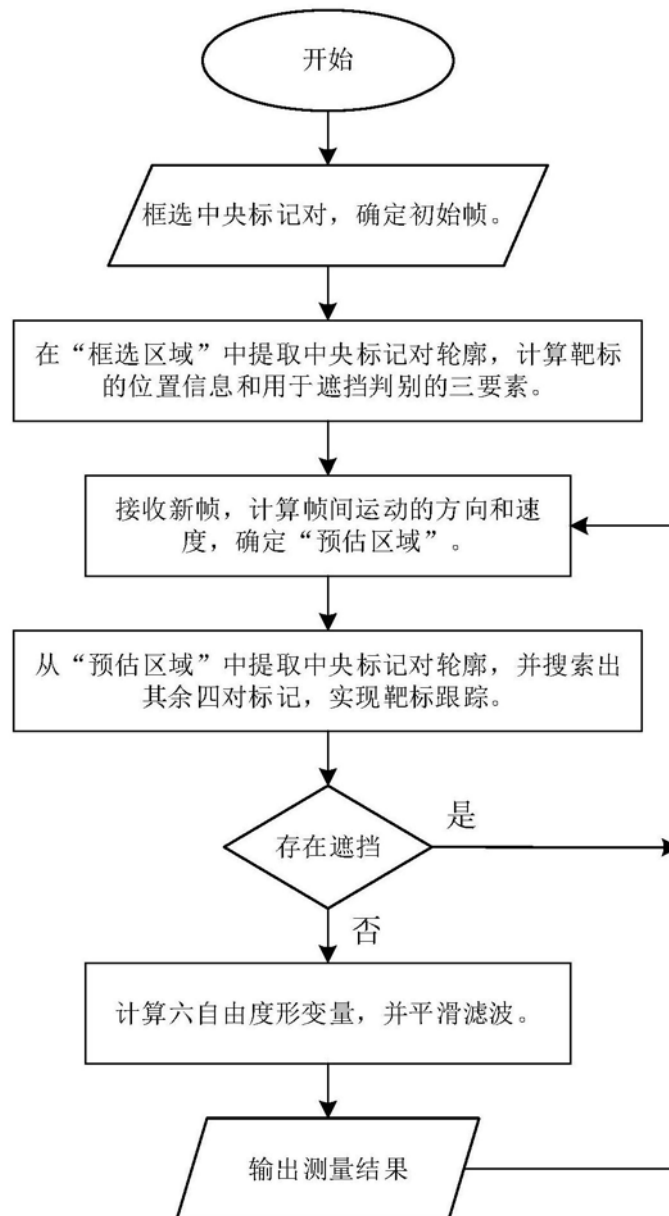 开始
框选中央标记对，确定初始帧。
在“框选区域”中提取中央标记对轮廓，计算靶标
的位置信息和用于遮挡判别的三要素。
接收新帧，计算帧间运动的方向和速
度，确定“预估区域”。
从“预估区域”中提取中央标记对轮廓，并搜索出
其余四对标记，实现靶标跟踪。
存在遮挡
是
否
计算六自由度形变量，并平滑滤波。
输出测量结果